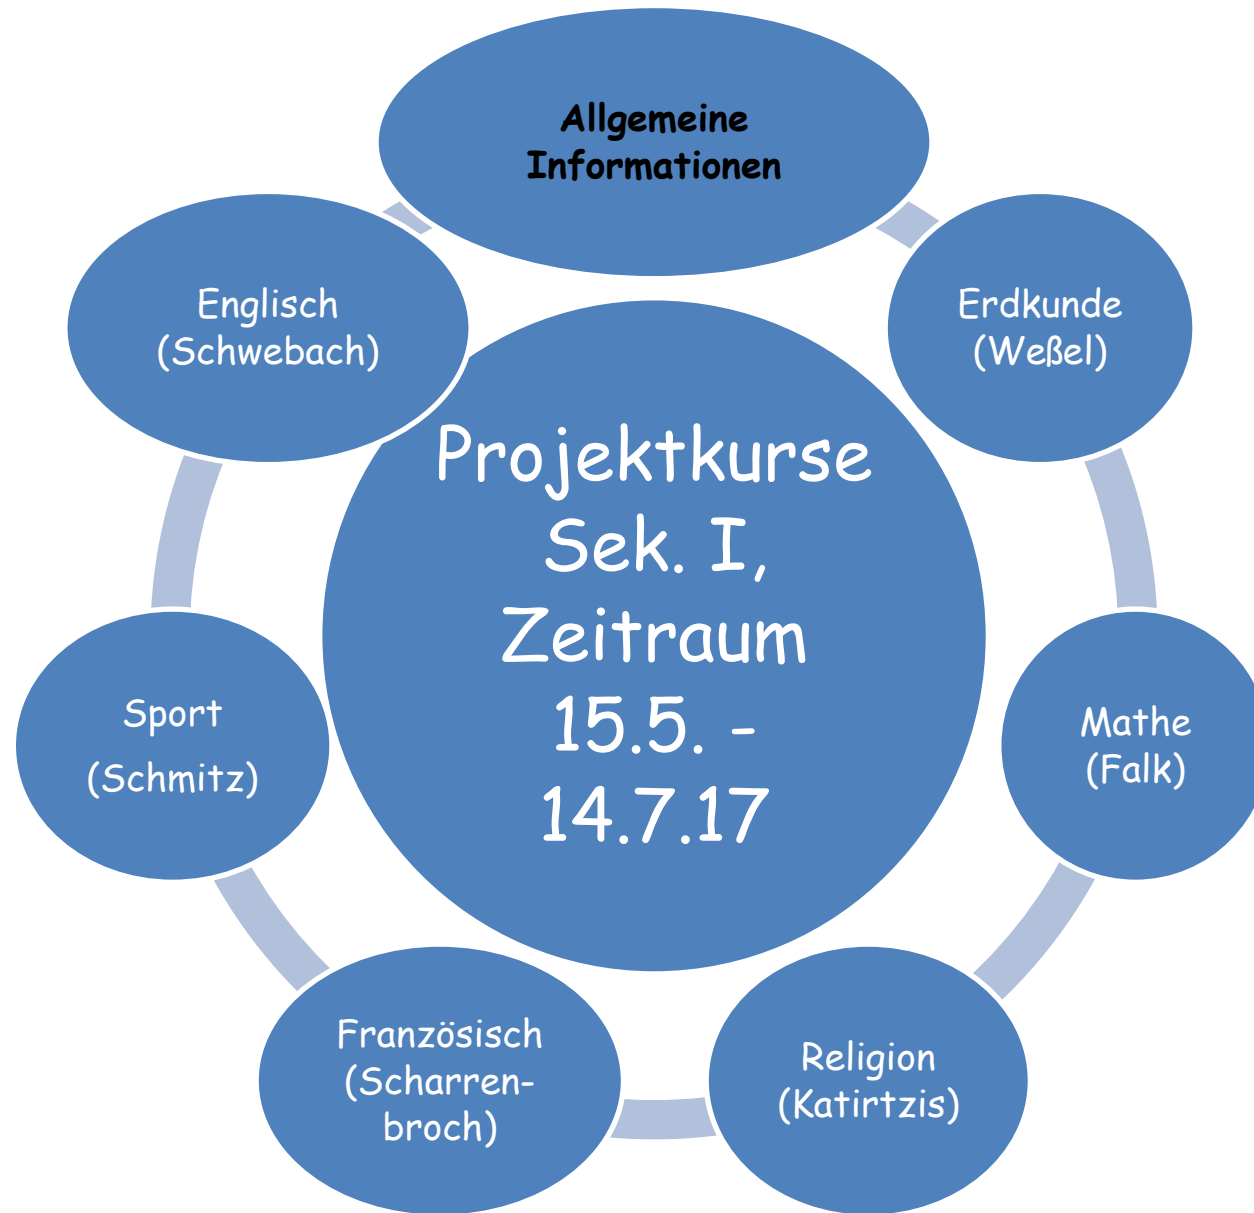 Allgemeine
Informationen
Englisch
(Schwebach)
Erdkunde
(Weßel)
Projektkurse
Sek. I,
Zeitraum
15.5. -
14.7.17
Sport
(Schmitz)
Mathe
(Falk)
Französisch
(Scharren-
broch)
Religion
(Katirtzis)